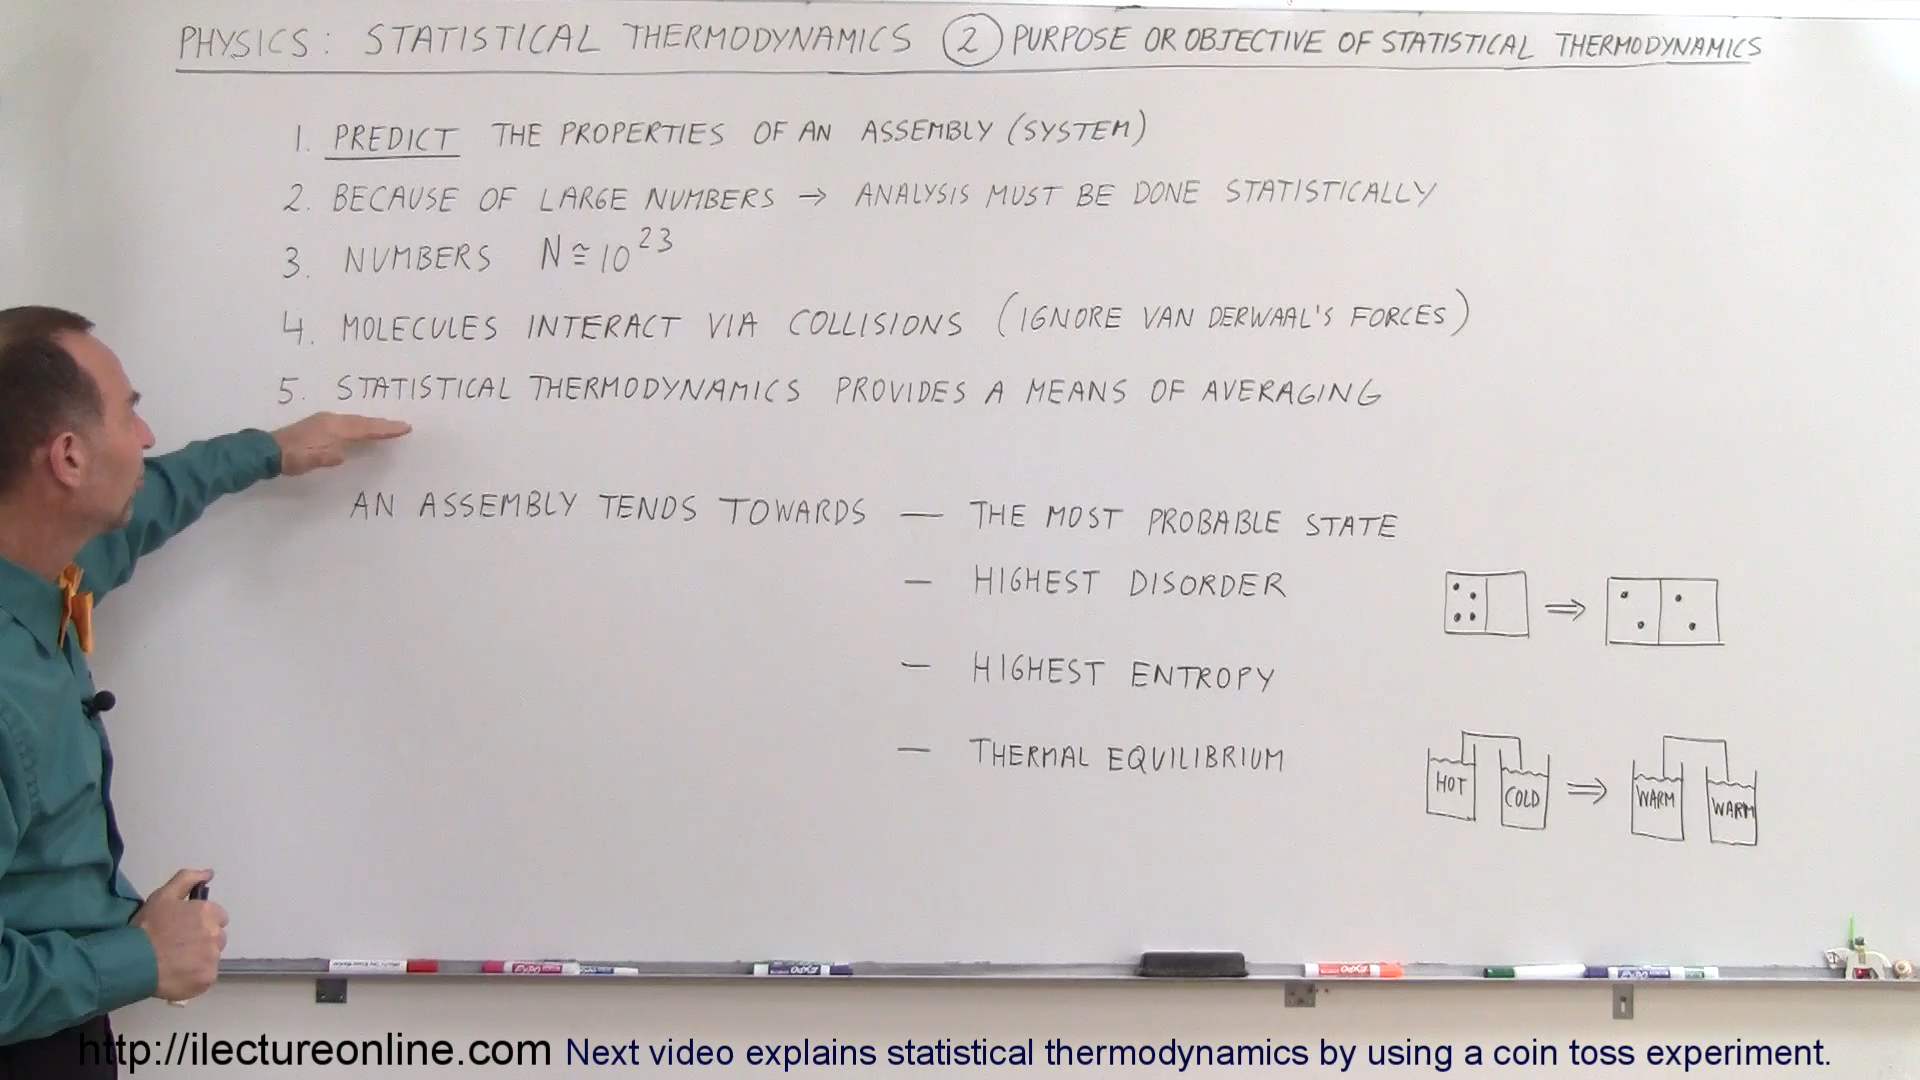 PHYSICS: STATISTICAL THERMODYNAMICS 2 PURPOSE OR OBJECTIVE OF STATISTICAL THERMODYNAMICS
1. PREDICT THE PROPERTIES OF AN ASSEMBLY (SYSTEM)
2. BECAUSE OF LARGE NUMBERS → ANALYSIS MUST BE DONE STATISTICALLY
3. NUMBERS N ≅ 10^23
4. MOLECULES INTERACT VIA COLLISIONS (IGNORE VAN DERWAAL'S FORCES)
5. STATISTICAL THERMODYNAMICS PROVIDES A MEANS OF AVERAGING
AN ASSEMBLY TENDS TOWARDS — THE MOST PROBABLE STATE
— HIGHEST DISORDER
— HIGHEST ENTROPY
— THERMAL EQUILIBRIUM
HOT COLD ⇒ WARM WARM
EXPO EXPO EXPO EXPO
http://ilectureonline.com Next video explains statistical thermodynamics by using a coin toss experiment.